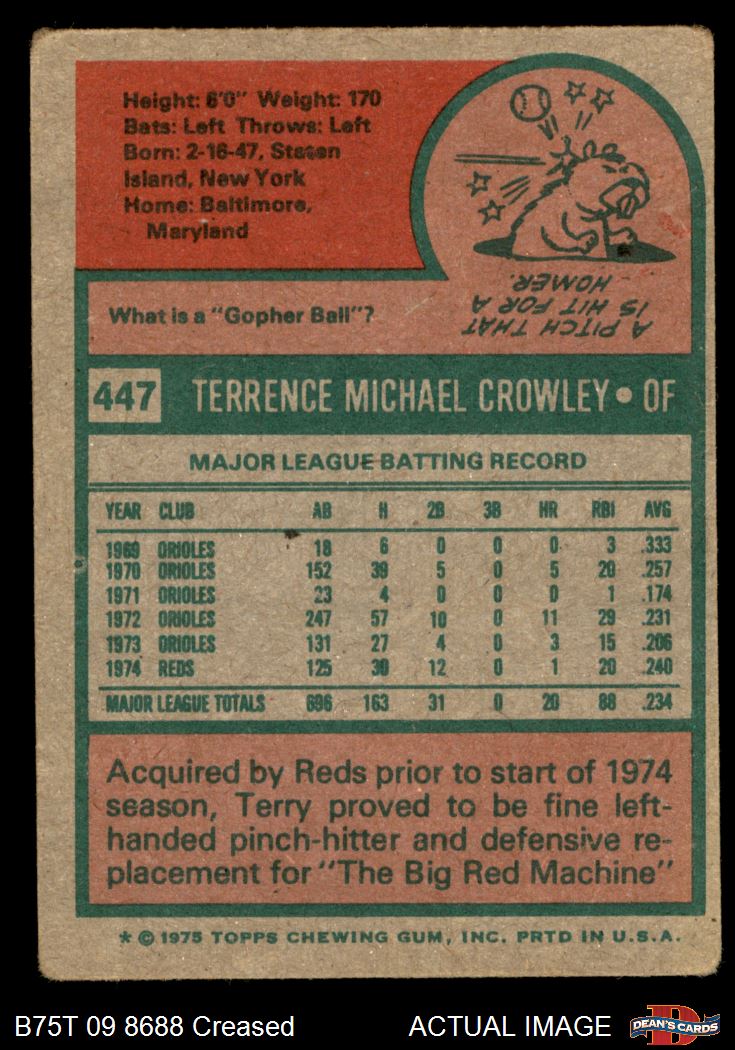 Height: 6'0" Weight: 170
Bats: Left Throws: Left
Born: 2-16-47, Staten
Island, New York
Home: Baltimore,
Maryland
What is a "Gopher Ball"?
A PITCH THAT
IS HIT FOR A
HOMER.
447 TERRENCE MICHAEL CROWLEY • OF
MAJOR LEAGUE BATTING RECORD
YEAR CLUB AB H 2B 3B HR RBI AVG
1969 ORIOLES 18 6 0 0 0 3 .333
1970 ORIOLES 152 39 5 0 5 20 .257
1971 ORIOLES 23 4 0 0 0 1 .174
1972 ORIOLES 247 57 10 0 11 29 .231
1973 ORIOLES 131 27 4 0 3 15 .206
1974 REDS 125 30 12 0 1 20 .240
MAJOR LEAGUE TOTALS 696 163 31 0 20 88 .234
Acquired by Reds prior to start of 1974
season, Terry proved to be fine left-
handed pinch-hitter and defensive re-
placement for "The Big Red Machine"
* © 1975 TOPPS CHEWING GUM, INC. PRTD IN U.S.A.
B75T 09 8688 Creased ACTUAL IMAGE
D
DEAN'S CARDS